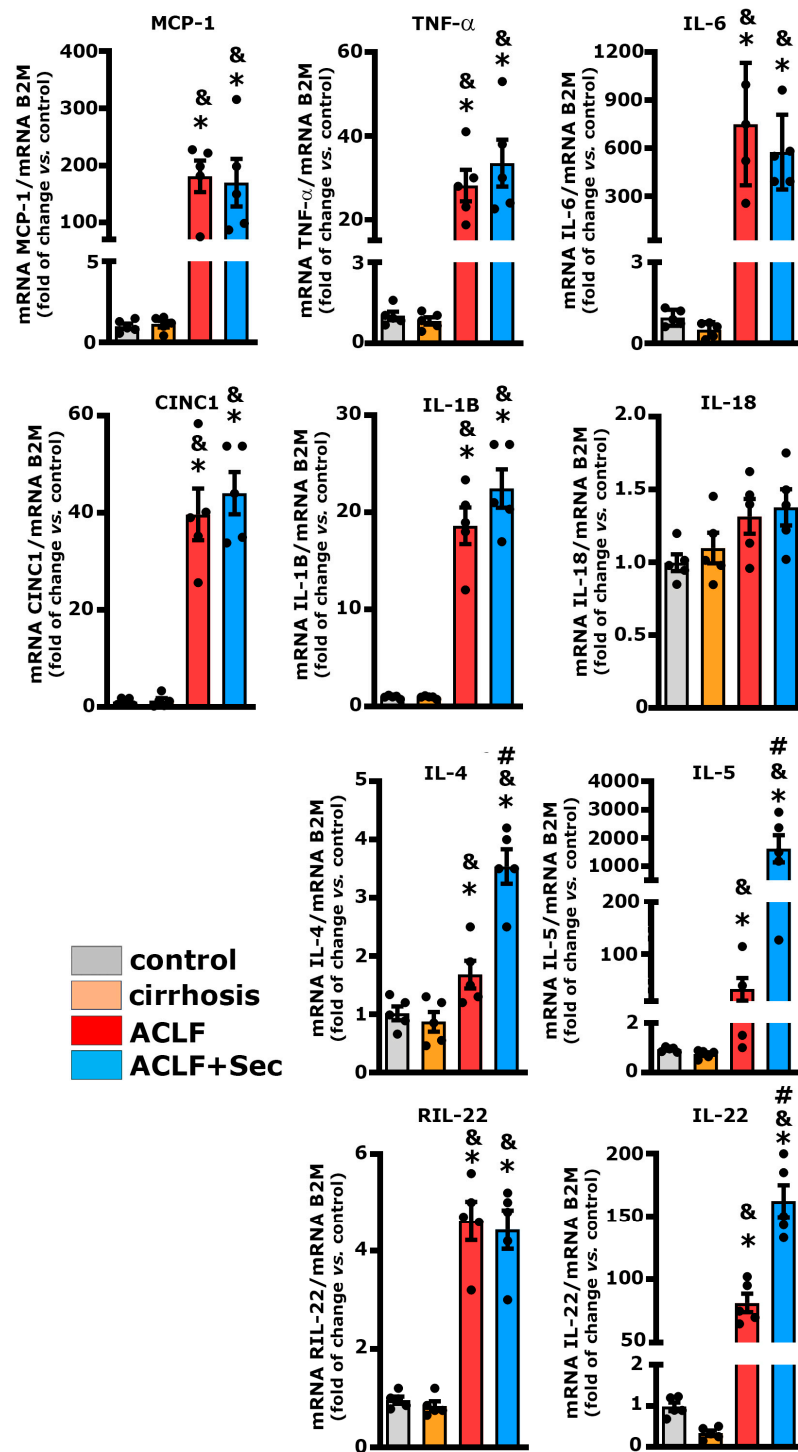 MCP-1
mRNA MCP-1/mRNA B2M
(fold of change vs. control)
400
300
200
100
5
0
&
*
&
*
TNF-α
mRNA TNF-α/mRNA B2M
(fold of change vs. control)
60
40
20
3
0
&
*
&
*
IL-6
mRNA IL-6/mRNA B2M
(fold of change vs. control)
1200
900
600
300
3
0
&
*
&
*
CINC1
mRNA CINC1/mRNA B2M
(fold of change vs. control)
60
40
20
0
&
*
&
*
IL-1B
mRNA IL-1B/mRNA B2M
(fold of change vs. control)
30
20
10
0
&
*
&
*
IL-18
mRNA IL-18/mRNA B2M
(fold of change vs. control)
2.0
1.5
1.0
0.5
0
IL-4
mRNA IL-4/mRNA B2M
(fold of change vs. control)
5
4
3
2
1
0
&
*
#
&
*
IL-5
mRNA IL-5/mRNA B2M
(fold of change vs. control)
4000
3000
2000
1000
200
100
2
0
&
*
#
&
*
control
cirrhosis
ACLF
ACLF+Sec
RIL-22
mRNA RIL-22/mRNA B2M
(fold of change vs. control)
6
4
2
0
&
*
&
*
IL-22
mRNA IL-22/mRNA B2M
(fold of change vs. control)
200
150
100
50
2
1
0
&
*
#
&
*